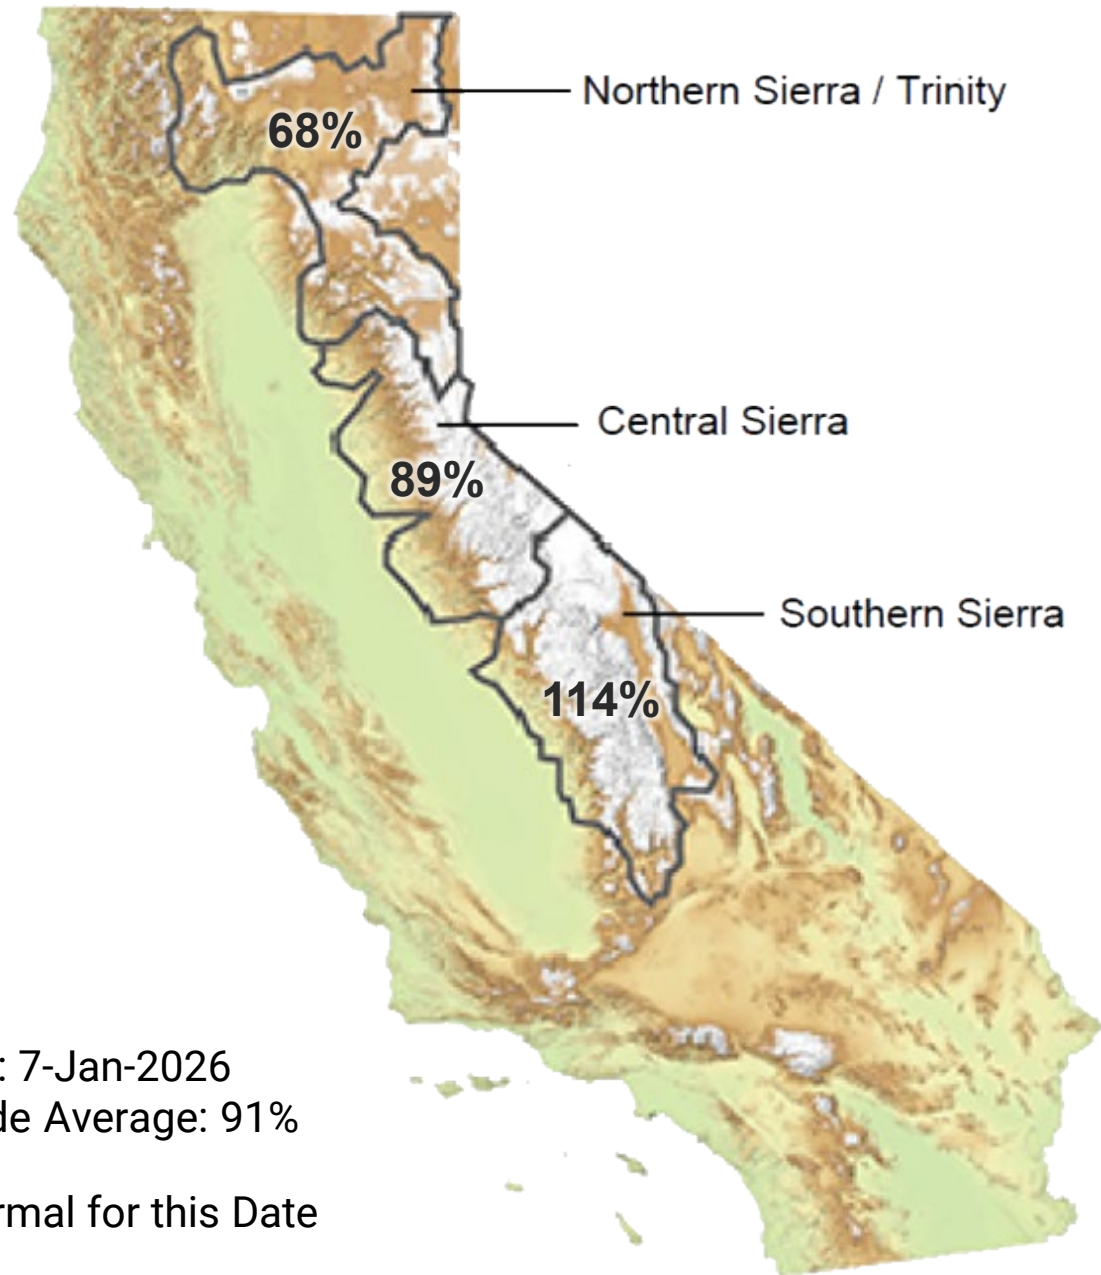 Northern Sierra / Trinity
68%
Central Sierra
89%
Southern Sierra
114%
: 7-Jan-2026
de Average: 91%
rmal for this Date